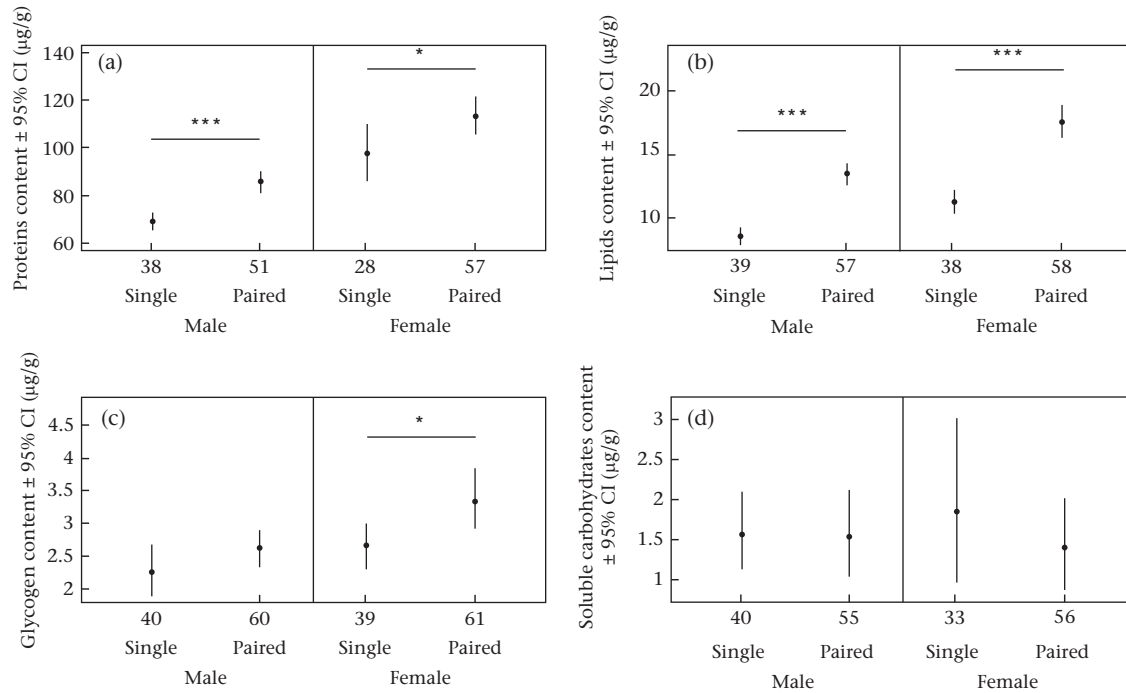 Proteins content ± 95% CI (μg/g)
(a)
140
120
100
80
60
***
*
38 51 28 57
Single Paired Single Paired
Male Female
Lipids content ± 95% CI (μg/g)
(b)
20
15
10
***
***
39 57 38 58
Single Paired Single Paired
Male Female
Glycogen content ± 95% CI (μg/g)
(c)
4.5
4
3.5
3
2.5
2
*
40 60 39 61
Single Paired Single Paired
Male Female
Soluble carbohydrates content
± 95% CI (μg/g)
(d)
3
2.5
2
1.5
1
40 55 33 56
Single Paired Single Paired
Male Female